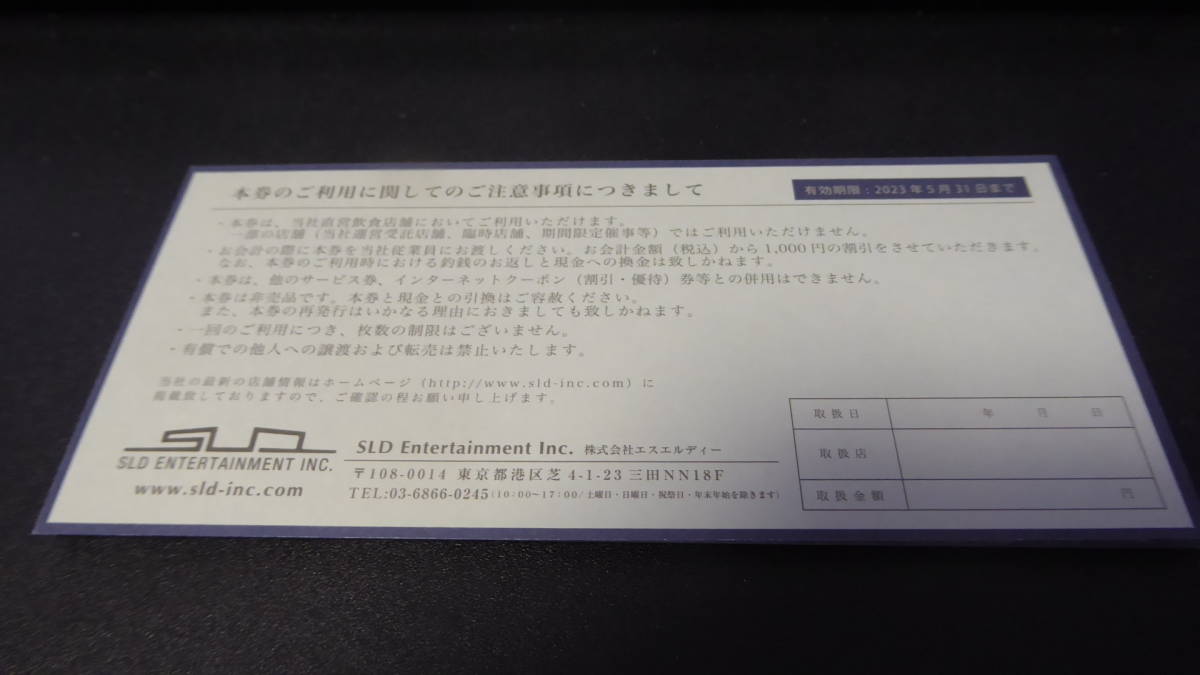 本券のご利用に関してのご注意事項につきまして
有効期限：2023年5月31日まで
・本券は、当社直営飲食店舗においてご利用いただけます。
一部の店舗（当社運営受託店舗、臨時店舗、期間限定催事等）ではご利用いただけません。
・お会計の際に本券を当社従業員にお渡しください。お会計金額（税込）から1,000円の割引をさせていただきます。
なお、本券のご利用時における釣銭のお返しと現金への換金は致しかねます。
・本券は、他のサービス券、インターネットクーポン（割引・優待）券等との併用はできません。
・本券は非売品です。本券と現金との引換はご容赦ください。
また、本券の再発行はいかなる理由におきましても致しかねます。
・一回のご利用につき、枚数の制限はございません。
・有償での他人への譲渡および転売は禁止いたします。
当社の最新の店舗情報はホームページ（http://www.sld-inc.com）に
掲載致しておりますので、ご確認の程お願い申し上げます。
SLD
SLD ENTERTAINMENT INC.
www.sld-inc.com
SLD Entertainment Inc. 株式会社エスエルディー
〒108-0014 東京都港区芝4-1-23 三田NN18F
TEL:03-6866-0245(10:00〜17:00/土曜日・日曜日・祝祭日・年末年始を除きます)
取扱日 年 月 日
取扱店
取扱金額 円